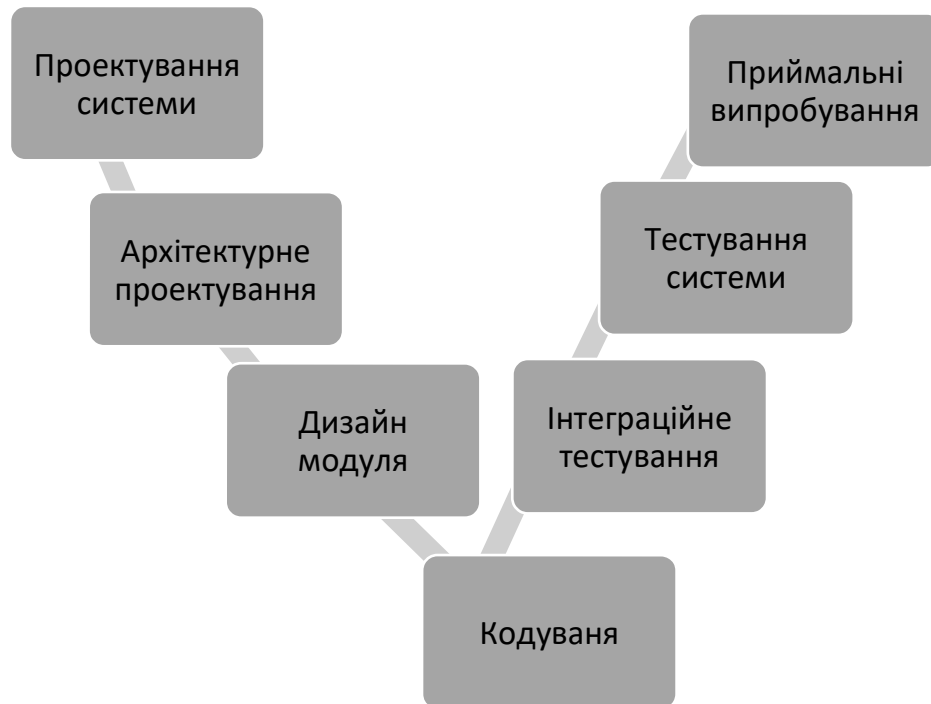 Проектування
системи
Архітектурне
проектування
Дизайн
модуля
Кодуваня
Інтеграційне
тестування
Тестування
системи
Приймальні
випробування